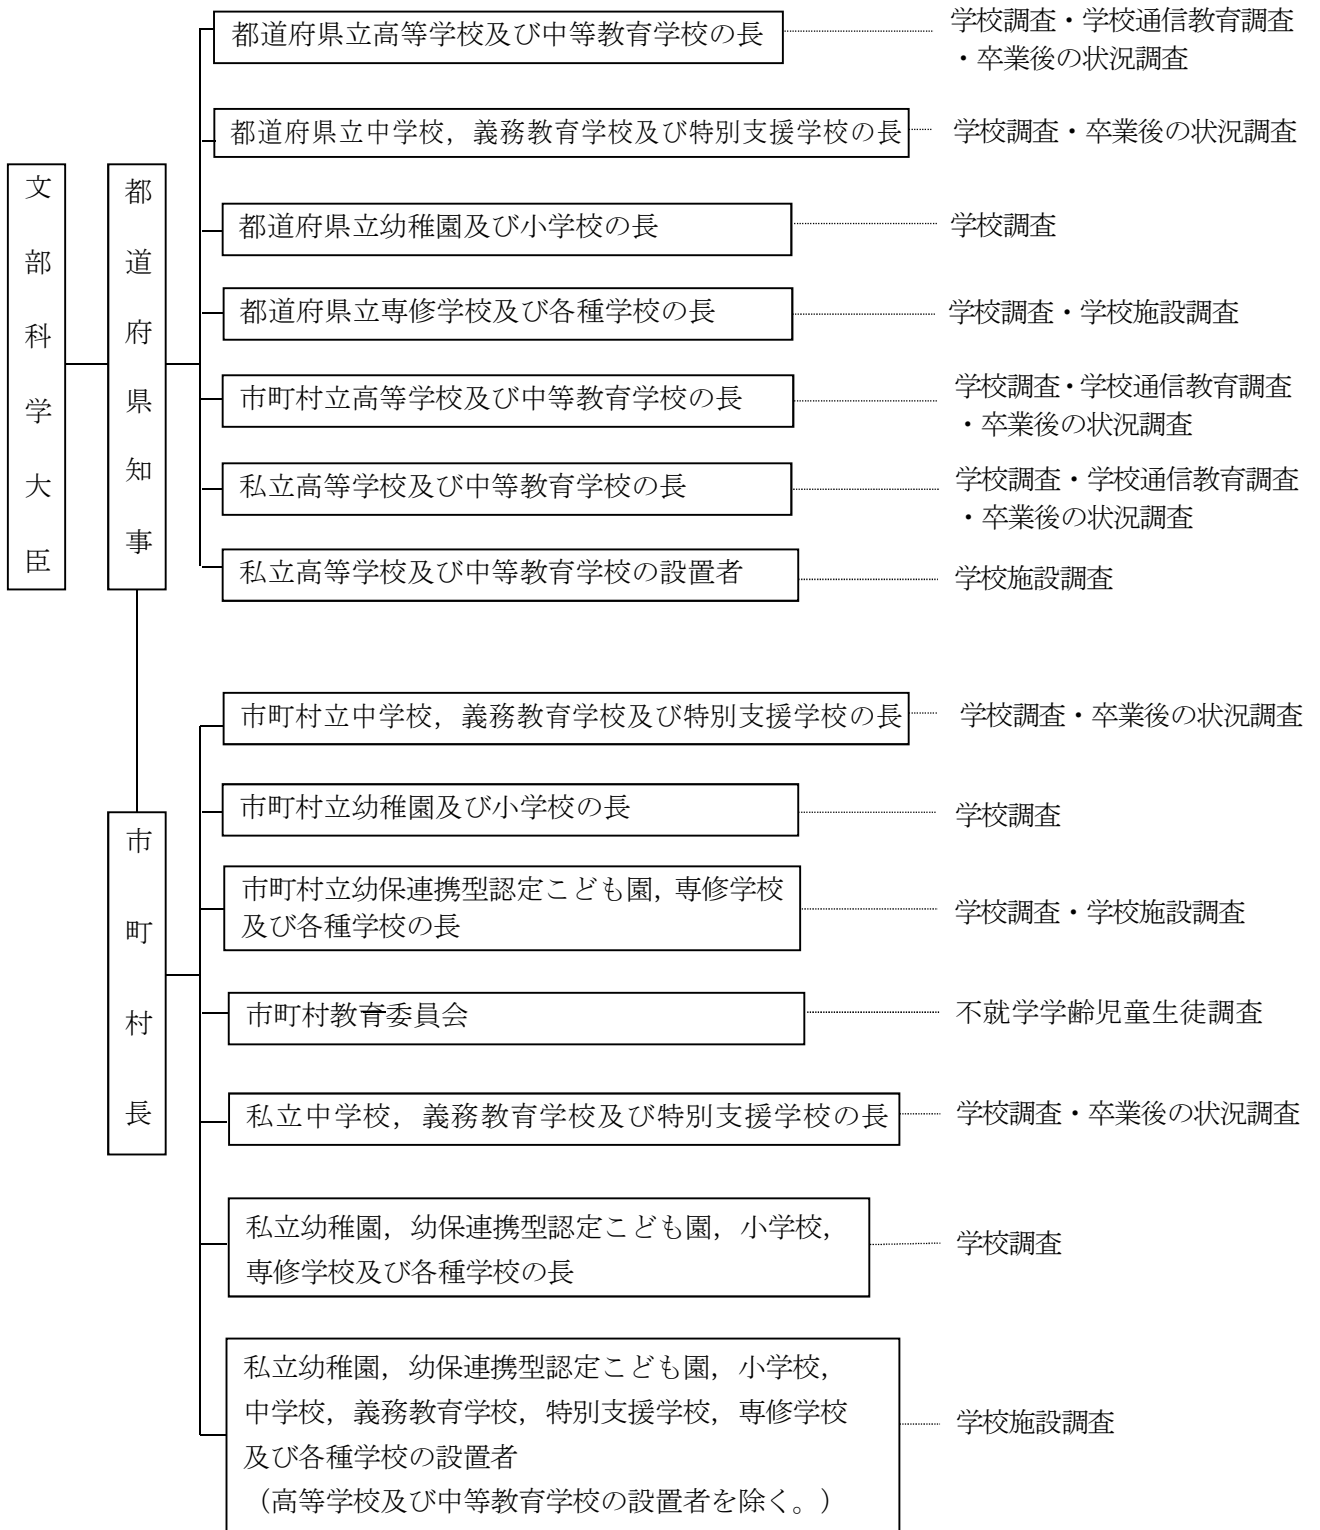 文部科学大臣
都道府県知事
都道府県立高等学校及び中等教育学校の長
学校調査・学校通信教育調査
・卒業後の状況調査
都道府県立中学校，義務教育学校及び特別支援学校の長
学校調査・卒業後の状況調査
都道府県立幼稚園及び小学校の長
学校調査
都道府県立専修学校及び各種学校の長
学校調査・学校施設調査
市町村立高等学校及び中等教育学校の長
学校調査・学校通信教育調査
・卒業後の状況調査
私立高等学校及び中等教育学校の長
学校調査・学校通信教育調査
・卒業後の状況調査
私立高等学校及び中等教育学校の設置者
学校施設調査
市町村長
市町村立中学校，義務教育学校及び特別支援学校の長
学校調査・卒業後の状況調査
市町村立幼稚園及び小学校の長
学校調査
市町村立幼保連携型認定こども園，専修学校
及び各種学校の長
学校調査・学校施設調査
市町村教育委員会
不就学学齢児童生徒調査
私立中学校，義務教育学校及び特別支援学校の長
学校調査・卒業後の状況調査
私立幼稚園，幼保連携型認定こども園，小学校，
専修学校及び各種学校の長
学校調査
私立幼稚園，幼保連携型認定こども園，小学校，
中学校，義務教育学校，特別支援学校，専修学校
及び各種学校の設置者
（高等学校及び中等教育学校の設置者を除く。）
学校施設調査